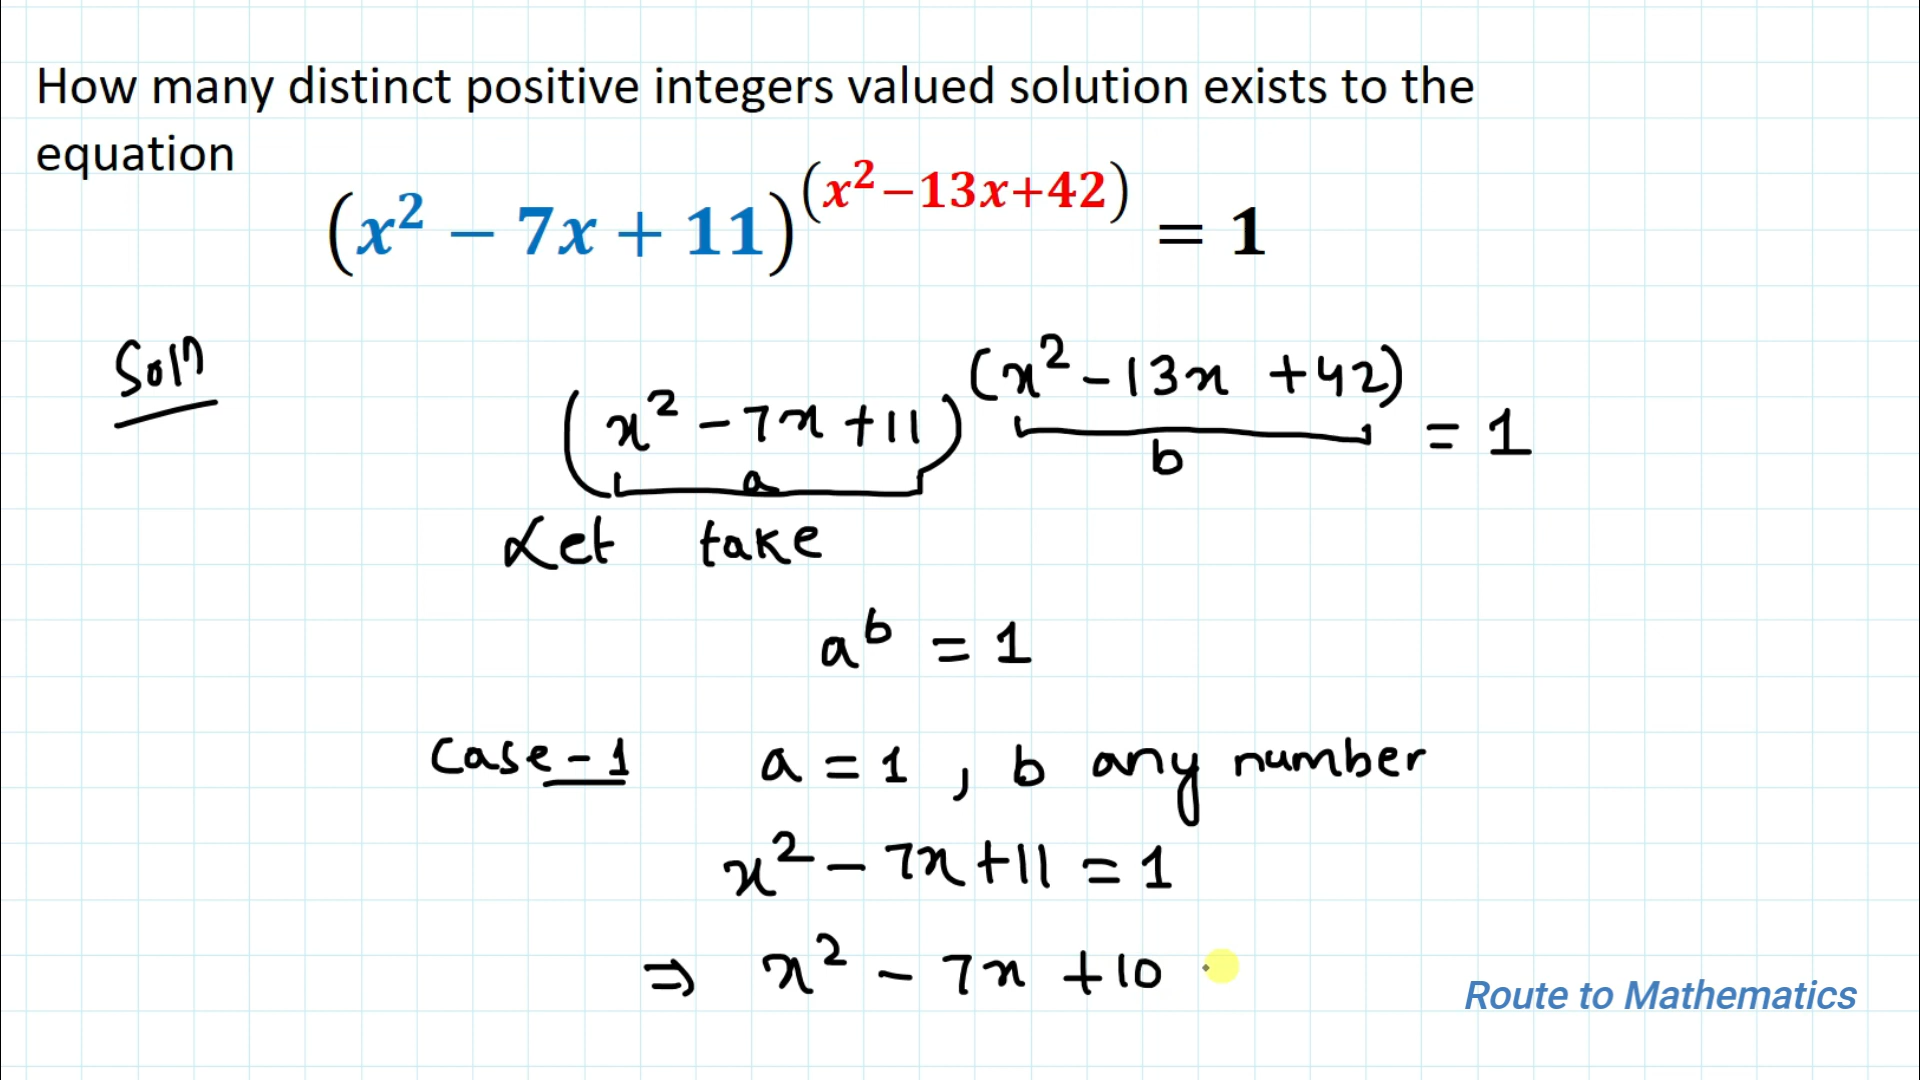 How many distinct positive integers valued solution exists to the
equation
(x² − 7x + 11)^(x²−13x+42) = 1
Soln
(x² - 7x + 11)^(x² - 13x + 42) = 1
a b
Let take
a^b = 1
Case - 1 a = 1 , b any number
x² - 7x + 11 = 1
⇒ x² - 7x + 10
Route to Mathematics